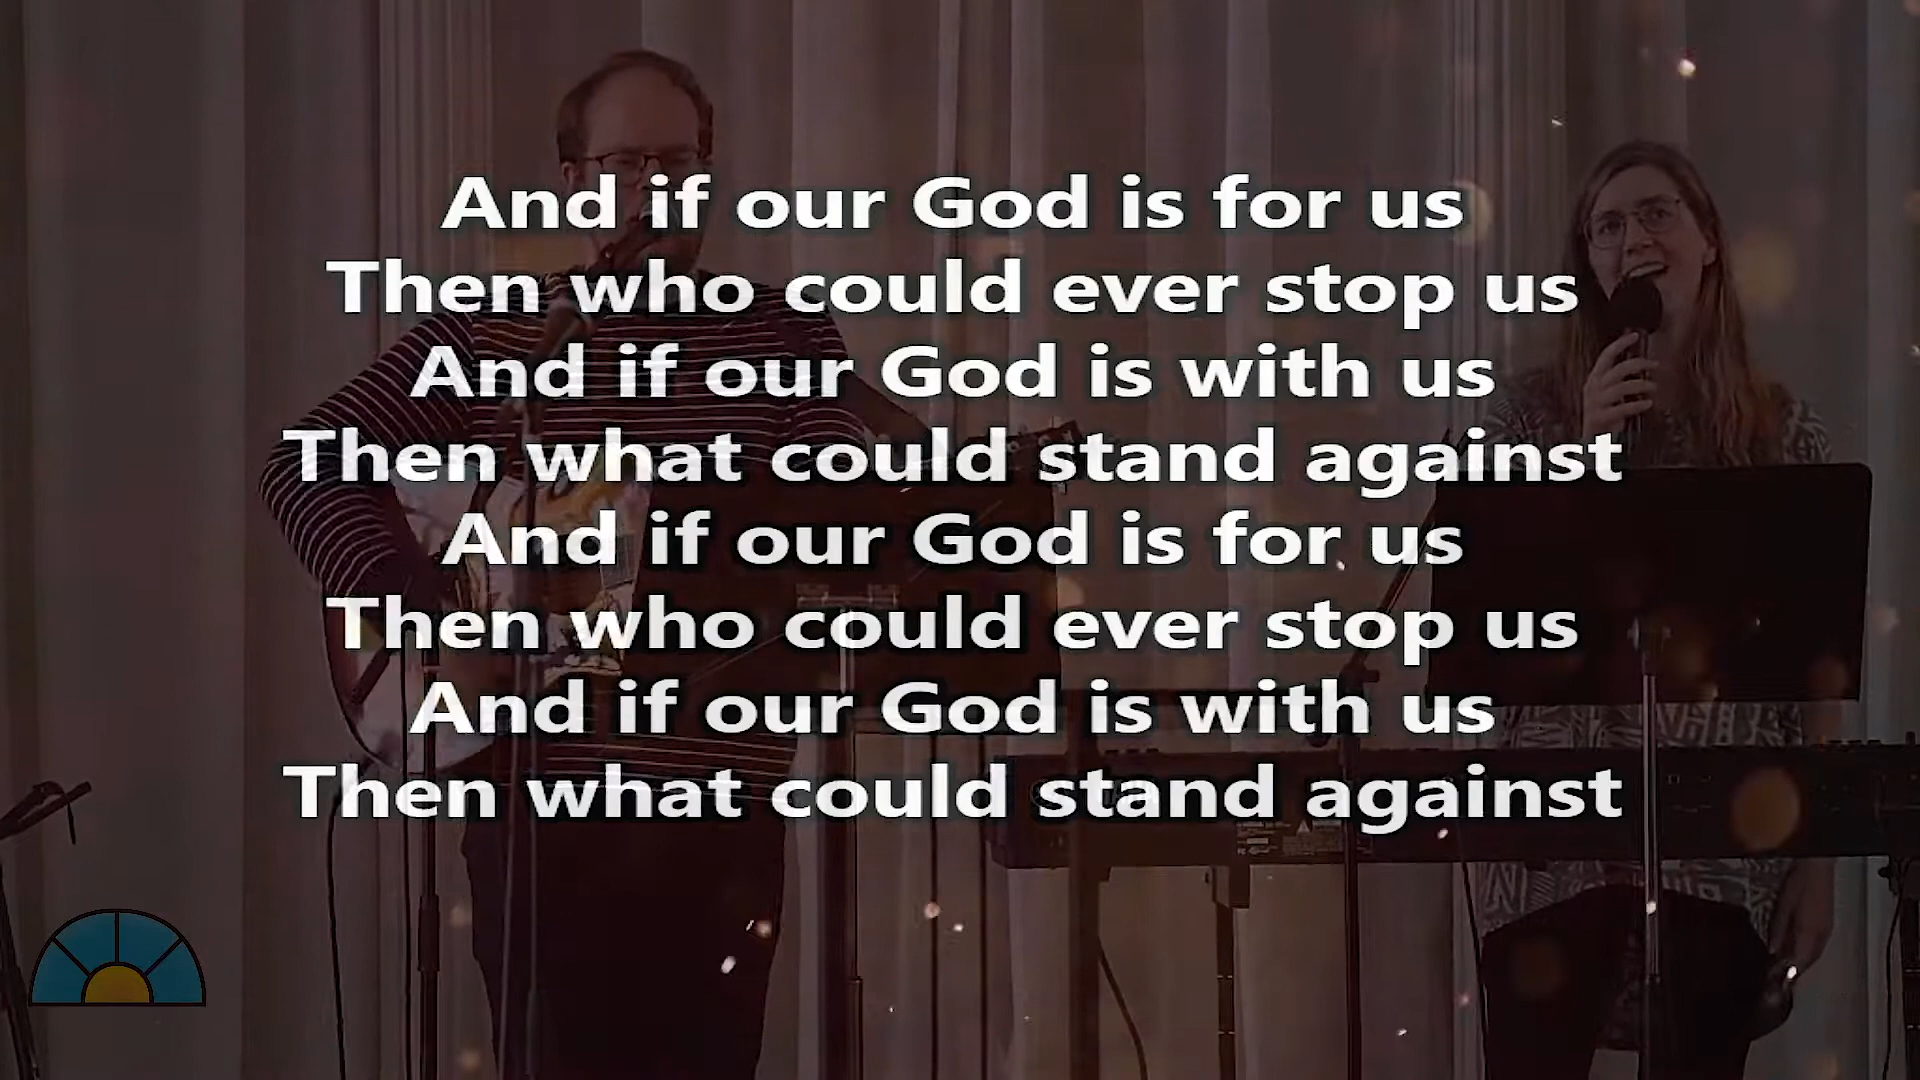 And if our God is for us
Then who could ever stop us
And if our God is with us
Then what could stand against
And if our God is for us
Then who could ever stop us
And if our God is with us
Then what could stand against